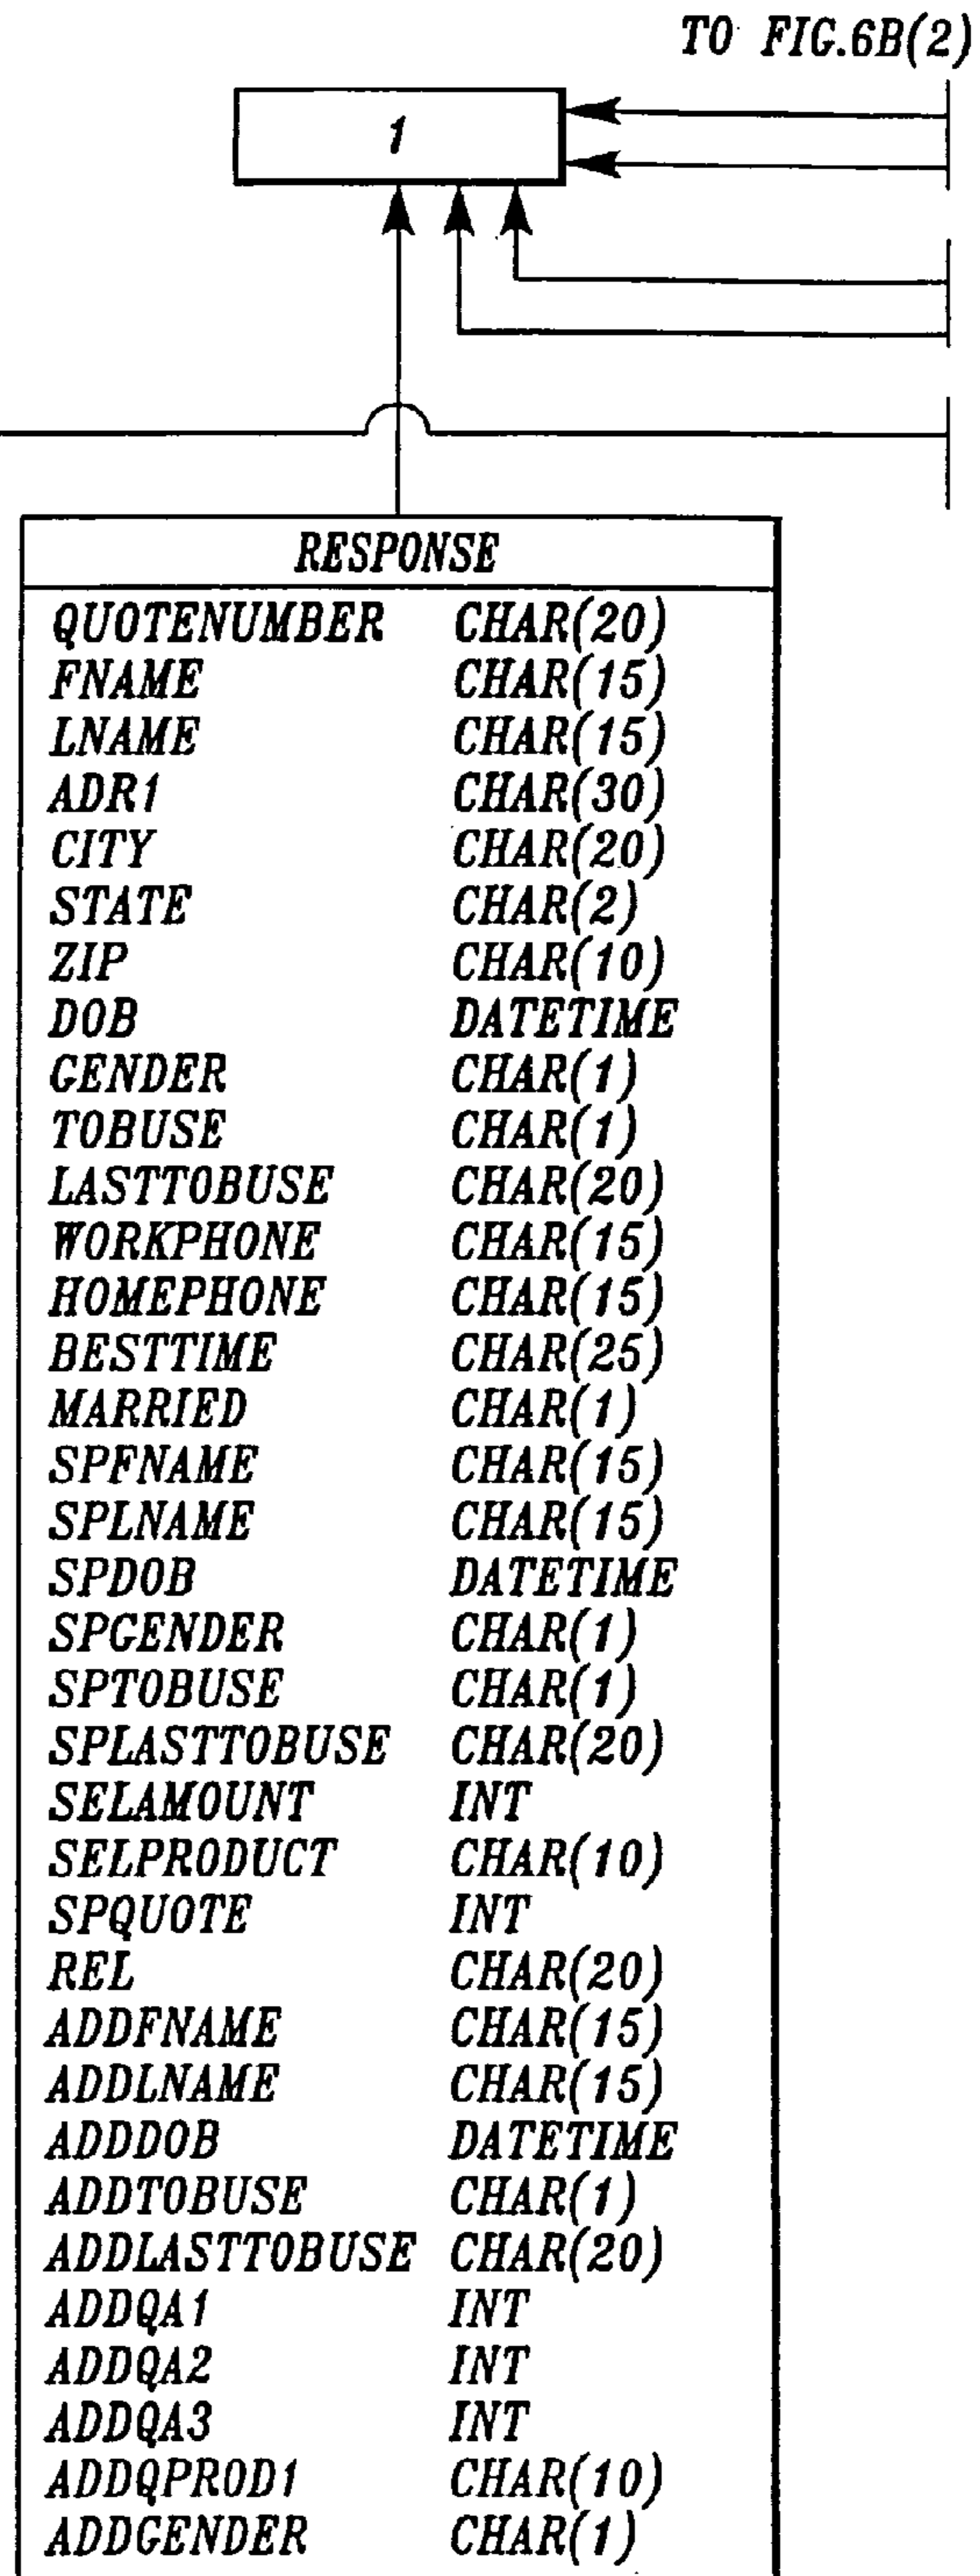 TO FIG.6B(2)
1
RESPONSE
QUOTENUMBER CHAR(20)
FNAME CHAR(15)
LNAME CHAR(15)
ADR1 CHAR(30)
CITY CHAR(20)
STATE CHAR(2)
ZIP CHAR(10)
DOB DATETIME
GENDER CHAR(1)
TOBUSE CHAR(1)
LASTTOBUSE CHAR(20)
WORKPHONE CHAR(15)
HOMEPHONE CHAR(15)
BESTTIME CHAR(25)
MARRIED CHAR(1)
SPFNAME CHAR(15)
SPLNAME CHAR(15)
SPDOB DATETIME
SPGENDER CHAR(1)
SPTOBUSE CHAR(1)
SPLASTTOBUSE CHAR(20)
SELAMOUNT INT
SELPRODUCT CHAR(10)
SPQUOTE INT
REL CHAR(20)
ADDFNAME CHAR(15)
ADDLNAME CHAR(15)
ADDDOB DATETIME
ADDTOBUSE CHAR(1)
ADDLASTTOBUSE CHAR(20)
ADDQA1 INT
ADDQA2 INT
ADDQA3 INT
ADDQPROD1 CHAR(10)
ADDGENDER CHAR(1)